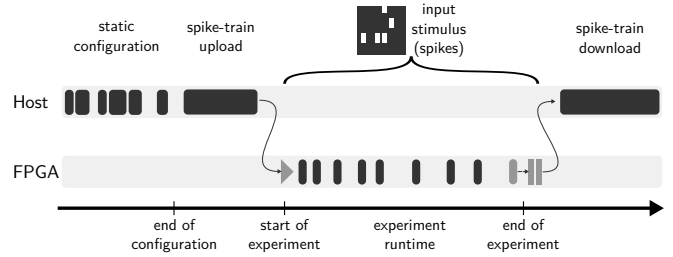 static
configuration
spike-train
upload
input
stimulus
(spikes)
spike-train
download
Host
FPGA
end of
configuration
start of
experiment
experiment
runtime
end of
experiment